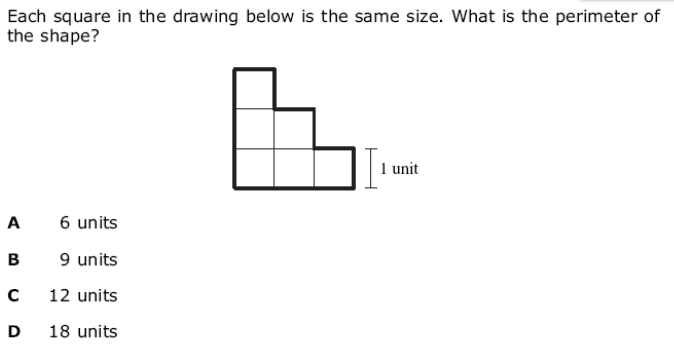 Each square in the drawing below is the same size. What is the perimeter of
the shape?
1 unit
A 6 units
B 9 units
C 12 units
D 18 units